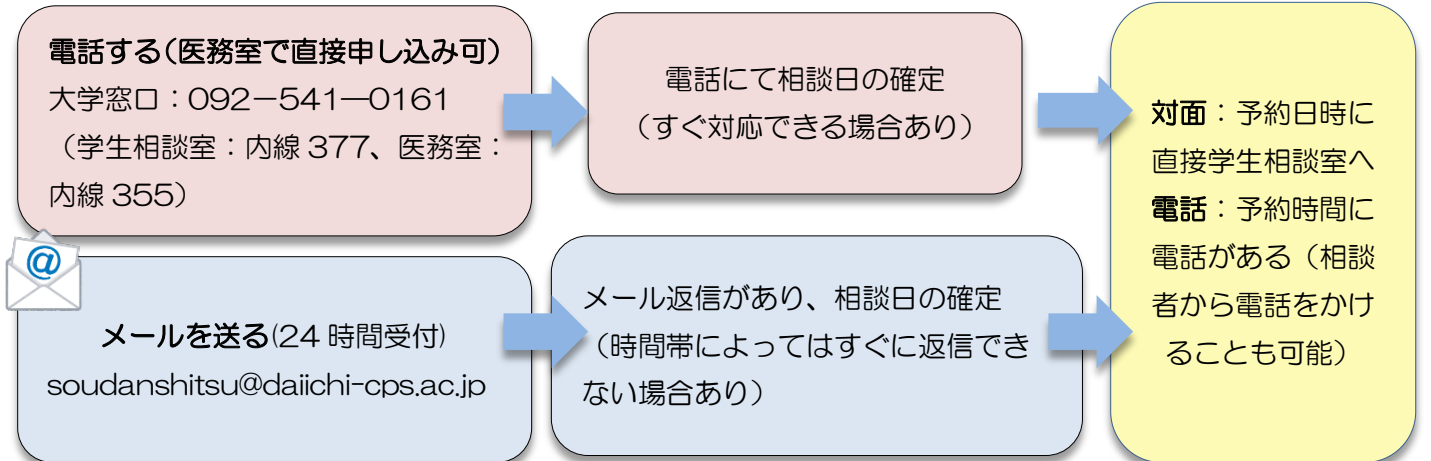 電話する(医務室で直接申し込み可)
大学窓口：092−541―0161
（学生相談室：内線 377、医務室：
内線 355）
電話にて相談日の確定
（すぐ対応できる場合あり）
@
メールを送る(24 時間受付)
soudanshitsu@daiichi-cps.ac.jp
メール返信があり、相談日の確定
（時間帯によってはすぐに返信でき
ない場合あり）
対面：予約日時に
直接学生相談室へ
電話：予約時間に
電話がある（相談
者から電話をかけ
ることも可能）